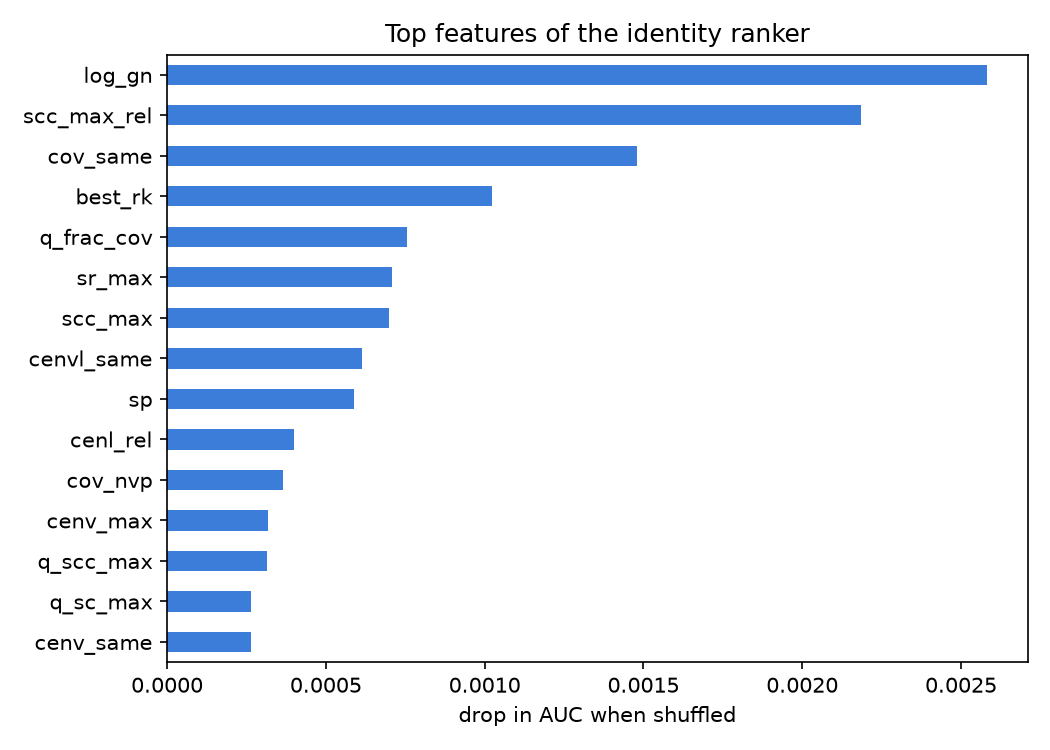 Top features of the identity ranker
log_gn
scc_max_rel
cov_same
best_rk
q_frac_cov
sr_max
scc_max
cenvl_same
sp
cenl_rel
cov_nvp
cenv_max
q_scc_max
q_sc_max
cenv_same
0.0000 0.0005 0.0010 0.0015 0.0020 0.0025
drop in AUC when shuffled